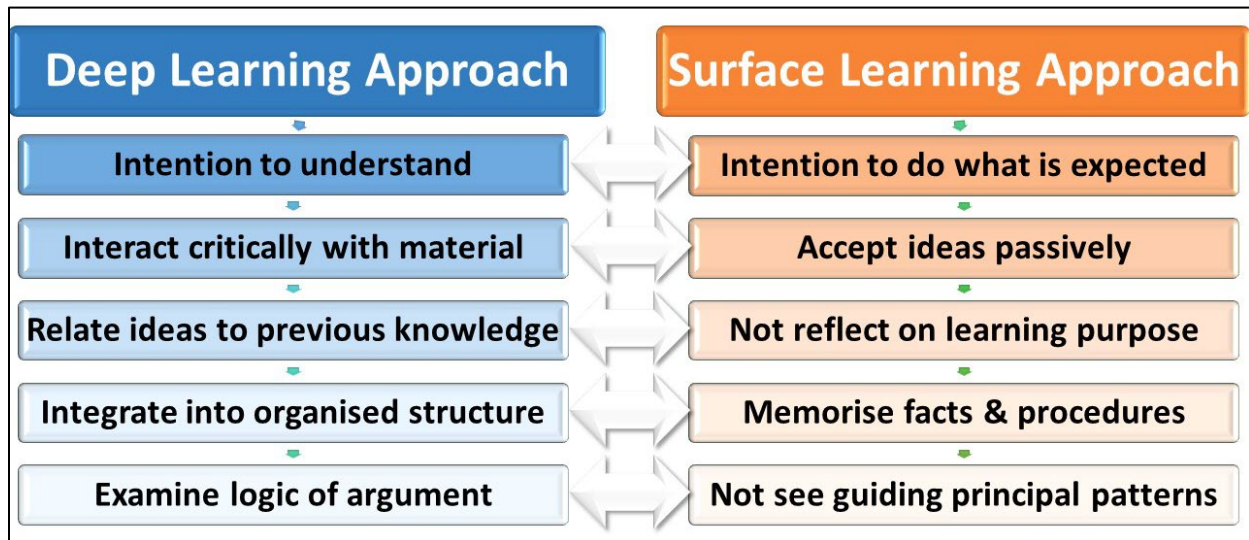 Deep Learning Approach
Surface Learning Approach
Intention to understand
Intention to do what is expected
Interact critically with material
Accept ideas passively
Relate ideas to previous knowledge
Not reflect on learning purpose
Integrate into organised structure
Memorise facts & procedures
Examine logic of argument
Not see guiding principal patterns